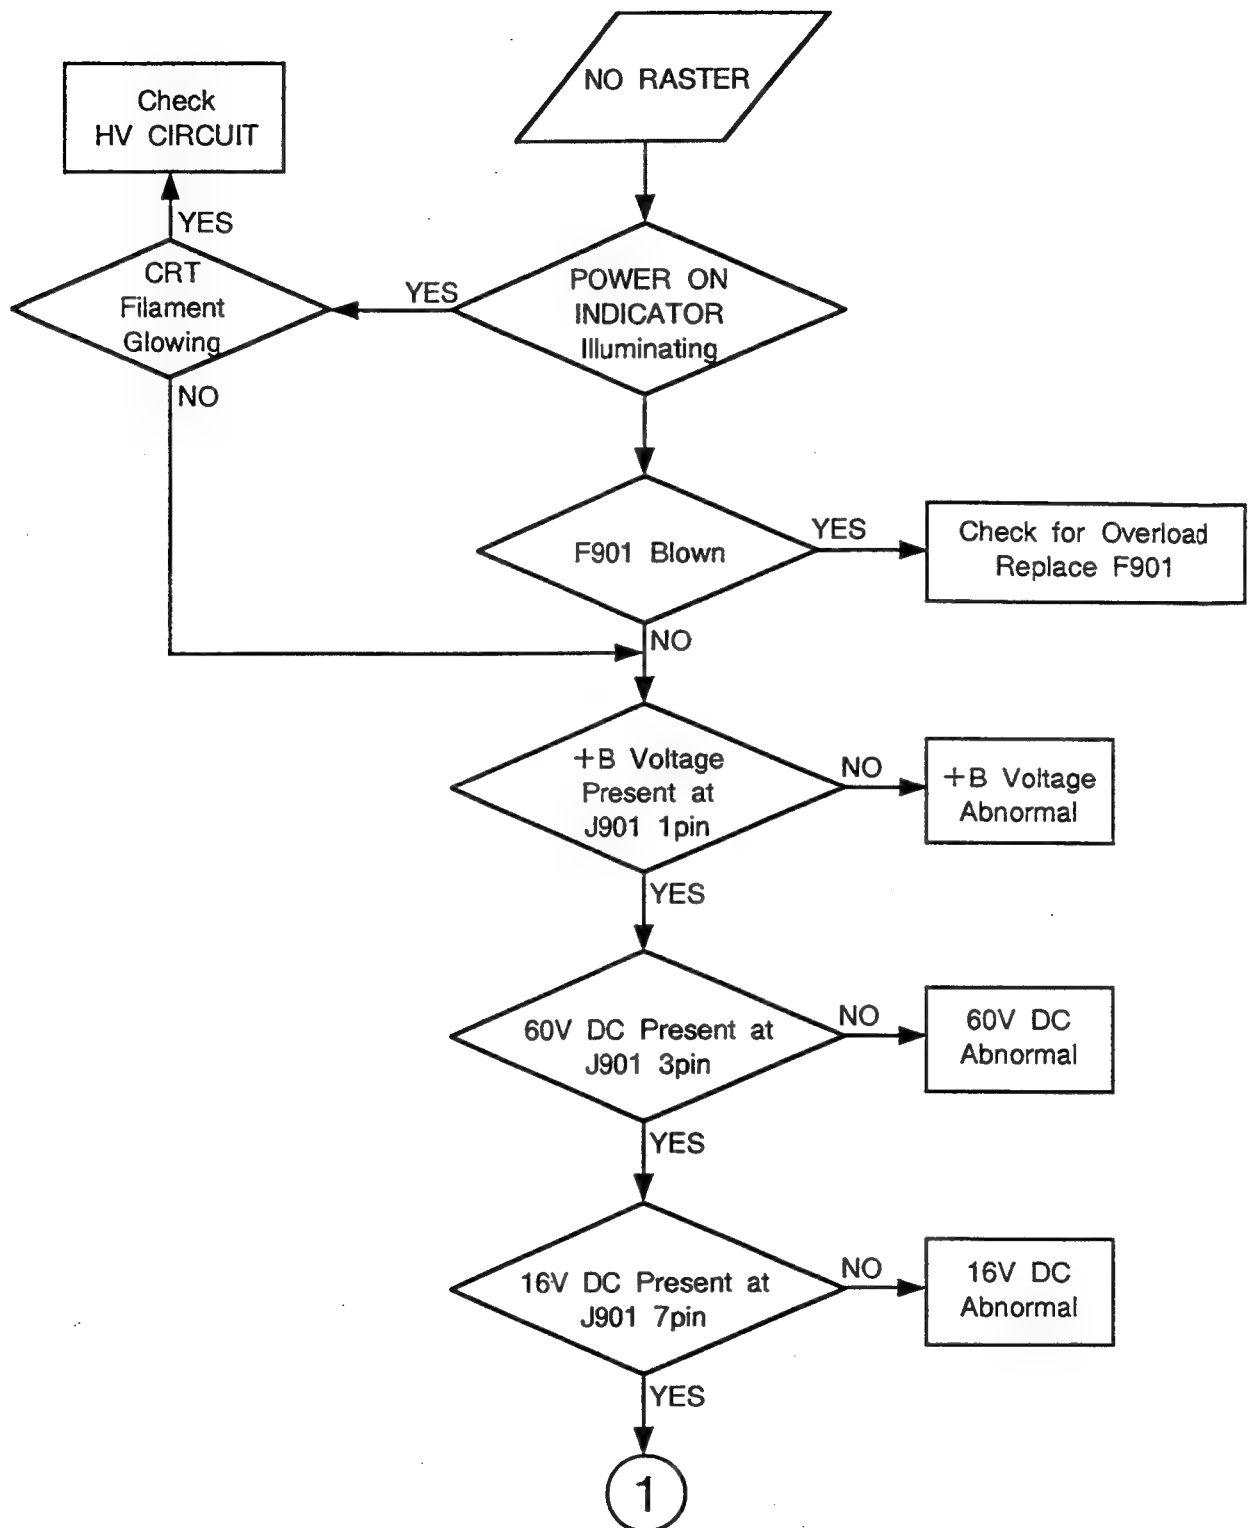 NO RASTER
Check
HV CIRCUIT
YES
CRT
Filament
Glowing
YES
POWER ON
INDICATOR
Illuminating
NO
F901 Blown
YES
Check for Overload
Replace F901
NO
+B Voltage
Present at
J901 1pin
NO
+B Voltage
Abnormal
YES
60V DC Present at
J901 3pin
NO
60V DC
Abnormal
YES
16V DC Present at
J901 7pin
NO
16V DC
Abnormal
YES
1